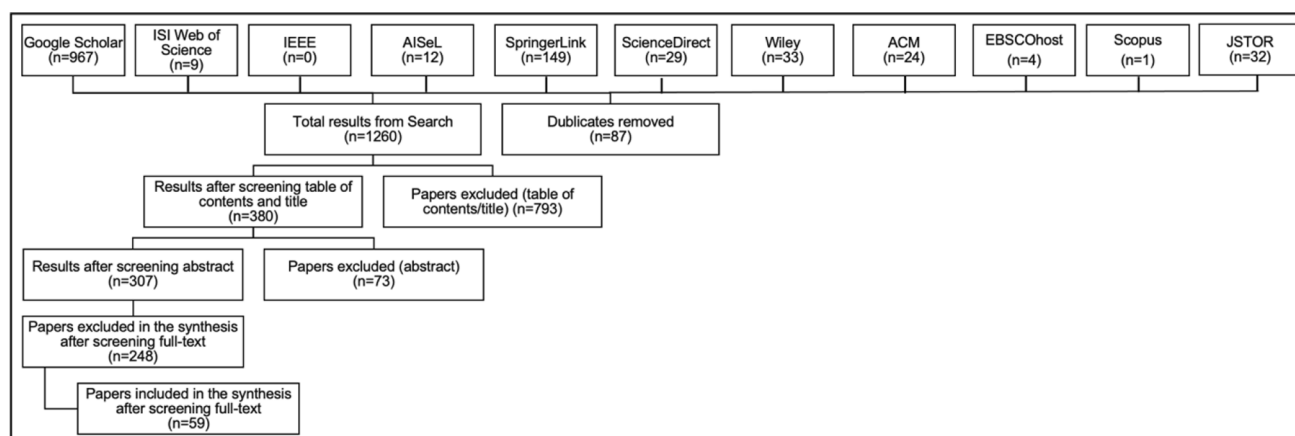 Google Scholar
(n=967)
ISI Web of
Science
(n=9)
IEEE
(n=0)
AISeL
(n=12)
SpringerLink
(n=149)
ScienceDirect
(n=29)
Wiley
(n=33)
ACM
(n=24)
EBSCOhost
(n=4)
Scopus
(n=1)
JSTOR
(n=32)
Total results from Search
(n=1260)
Dublicates removed
(n=87)
Results after screening table of
contents and title
(n=380)
Papers excluded (table of
contents/title) (n=793)
Results after screening abstract
(n=307)
Papers excluded (abstract)
(n=73)
Papers excluded in the synthesis
after screening full-text
(n=248)
Papers included in the synthesis
after screening full-text
(n=59)